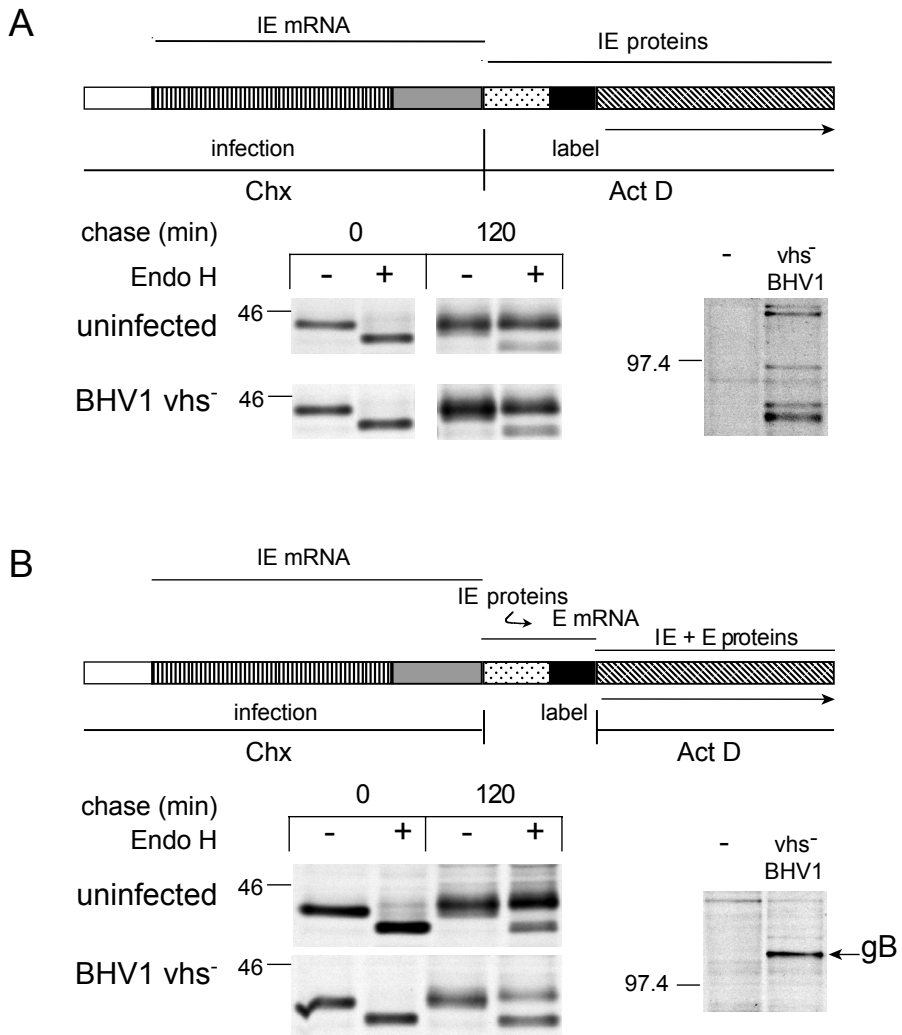 A
IE mRNA
IE proteins
infection
label
Chx
Act D
chase (min)
0
120
Endo H
- + - +
- vhs⁻
BHV1
uninfected
46
97.4
BHV1 vhs⁻
46
B
IE mRNA
IE proteins
E mRNA
IE + E proteins
infection
label
Chx
Act D
chase (min)
0
120
Endo H
- + - +
- vhs⁻
BHV1
uninfected
46
gB
BHV1 vhs⁻
46
97.4